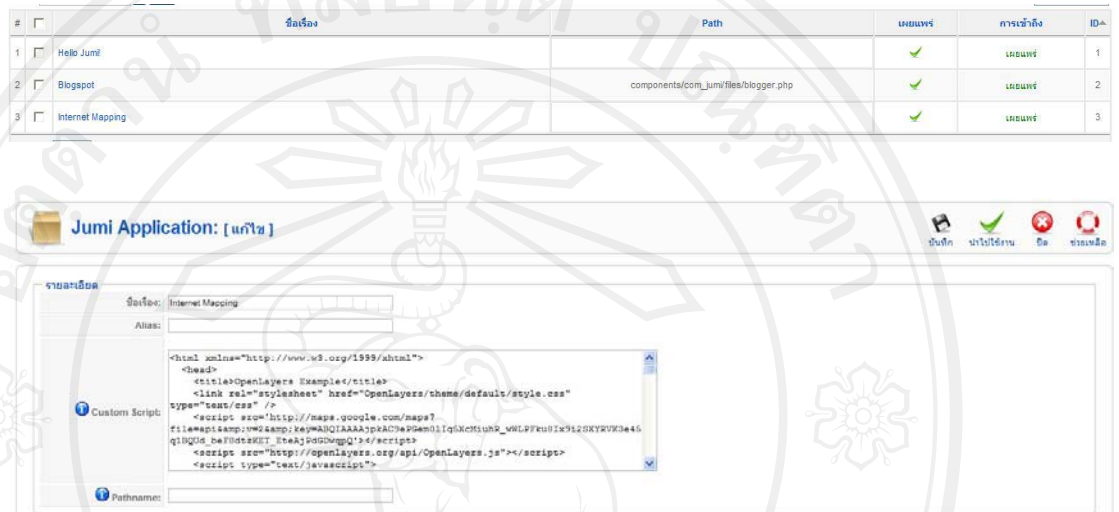 # ชื่อเรื่อง Path เผยแพร่ การเข้าถึง ID
1 Hello Jumi! เผยแพร่ 1
2 Blogspot components/com_jumi/files/blogger.php เผยแพร่ 2
3 Internet Mapping เผยแพร่ 3
Jumi Application: [ แก้ไข ]
บันทึก นำไปใช้งาน ปิด ช่วยเหลือ
รายละเอียด
ชื่อเรื่อง: Internet Mapping
Alias:
Custom Script:
<html xmlns="http://www.w3.org/1999/xhtml">
<head>
<title>OpenLayers Example</title>
<link rel="stylesheet" href="OpenLayers/theme/default/style.css"
type="text/css" />
<script src='http://maps.google.com/maps?
<script src="http://openlayers.org/api/OpenLayers.js"></script>
<script type="text/javascript">
Pathname: